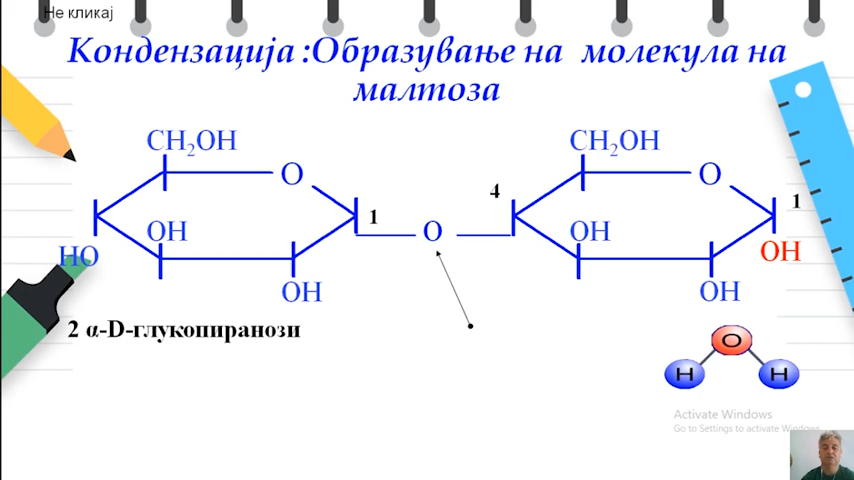 Не кликај
Кондензација :Образување на молекула на
малтоза
CH₂OH
CH₂OH
O
O
4
1
1
OH
O
OH
HO
OH
OH
OH
2 α-D-глукопиранози
O
H
H
Activate Windows
Go to Settings to activate Windows.